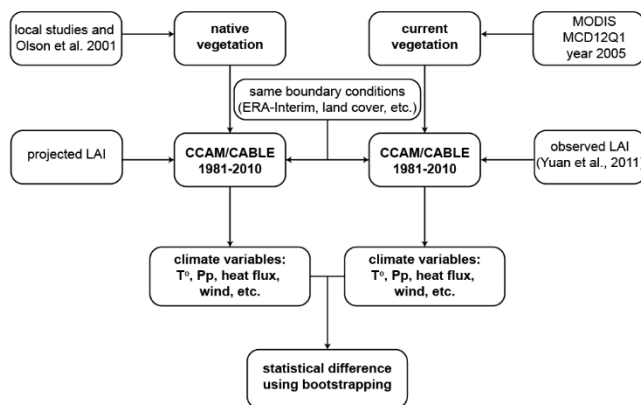 local studies and
Olson et al. 2001
native
vegetation
current
vegetation
MODIS
MCD12Q1
year 2005
same boundary conditions
(ERA-Interim, land cover, etc.)
projected LAI
CCAM/CABLE
1981-2010
CCAM/CABLE
1981-2010
observed LAI
(Yuan et al., 2011)
climate variables:
Tº, Pp, heat flux,
wind, etc.
climate variables:
Tº, Pp, heat flux,
wind, etc.
statistical difference
using bootstrapping